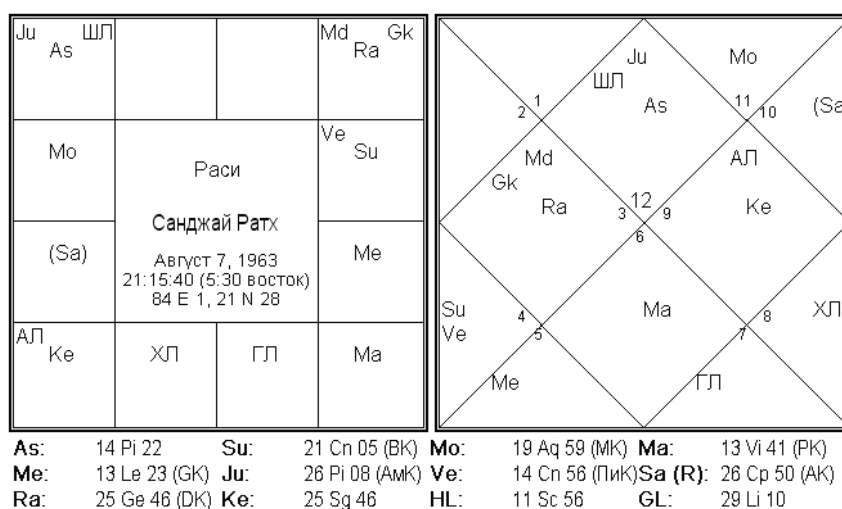 Ju ШЛ
As
Md Gk
Ra
Mo
Ve
Su
(Sa)
Me
АЛ
Ke
ХЛ
ГЛ
Ma
Раси
Санджай Ратх
Август 7, 1963
21:15:40 (5:30 восток)
84 E 1, 21 N 28
Ju
ШЛ
As
Mo
1
2
11
10
(Sa
Md
Gk
Ra
АЛ
Ke
12
3
9
6
Su
Ve
4
5
Ma
8
7
ХЛ
Me
ГЛ
As: 14 Pi 22 Su: 21 Cn 05 (BK) Mo: 19 Aq 59 (MK) Ma: 13 Vi 41 (PK)
Me: 13 Le 23 (GK) Ju: 26 Pi 08 (АмК) Ve: 14 Cn 56 (ПиК) Sa (R): 26 Cp 50 (AK)
Ra: 25 Ge 46 (DK) Ke: 25 Sg 46 HL: 11 Sc 56 GL: 29 Li 10